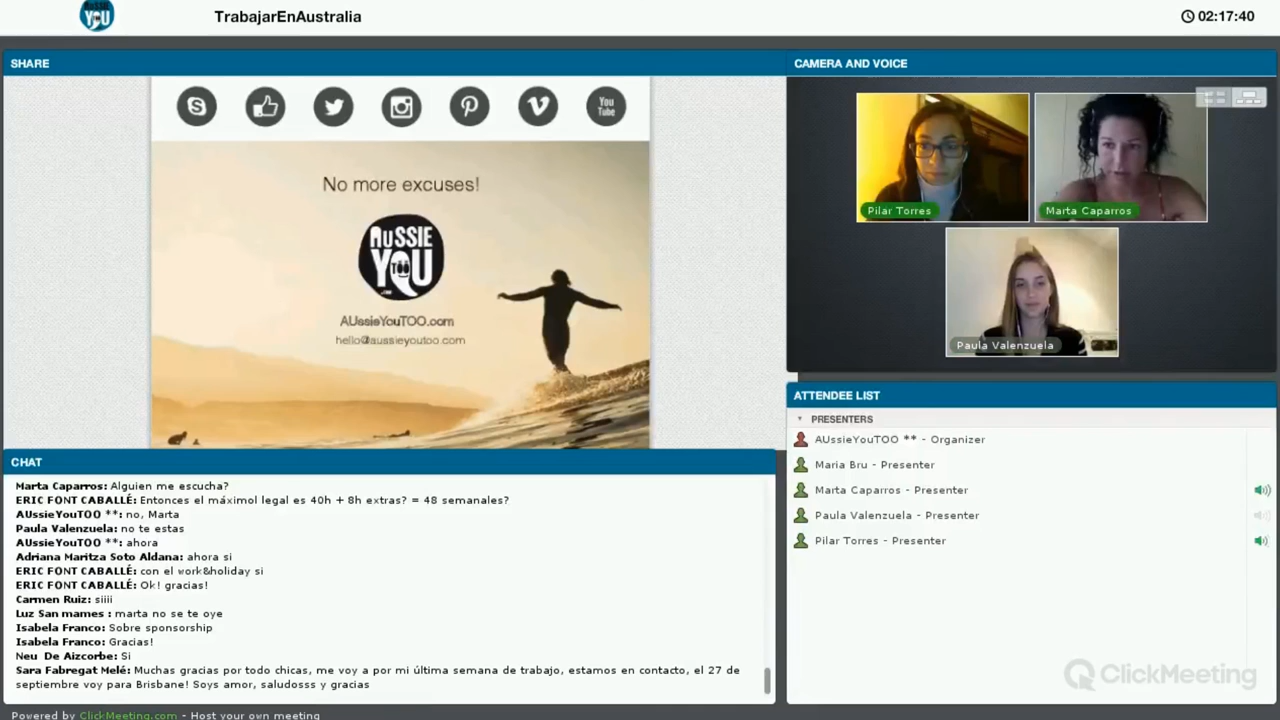 AUSSIE
YOU
TrabajarEnAustralia
02:17:40
SHARE
You
Tube
No more excuses!
AUSSIE
YOU
TOO
AUssieYouTOO.com
hello@aussieyoutoo.com
CHAT
Marta Caparros: Alguien me escucha?
ERIC FONT CABALLÉ: Entonces el máximol legal es 40h + 8h extras? = 48 semanales?
AUssieYouTOO **: no, Marta
Paula Valenzuela: no te estas
AUssieYouTOO **: ahora
Adriana Maritza Soto Aldana: ahora si
ERIC FONT CABALLÉ: con el work&holiday si
ERIC FONT CABALLÉ: Ok! gracias!
Carmen Ruiz: siiii
Luz San mames : marta no se te oye
Isabela Franco: Sobre sponsorship
Isabela Franco: Gracias!
Neu De Aizcorbe: Si
Sara Fabregat Melé: Muchas gracias por todo chicas, me voy a por mi última semana de trabajo, estamos en contacto, el 27 de
septiembre voy para Brisbane! Soys amor, saludosss y gracias
CAMERA AND VOICE
Pilar Torres
Marta Caparros
Paula Valenzuela
ATTENDEE LIST
PRESENTERS
AUssieYouTOO ** - Organizer
Maria Bru - Presenter
Marta Caparros - Presenter
Paula Valenzuela - Presenter
Pilar Torres - Presenter
ClickMeeting
Powered by ClickMeeting.com - Host your own meeting